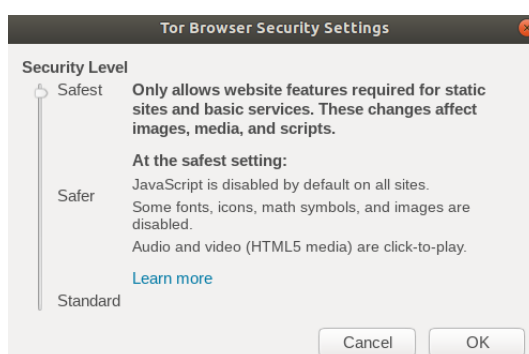 Tor Browser Security Settings
Security Level
Safest
Only allows website features required for static
sites and basic services. These changes affect
images, media, and scripts.
At the safest setting:
JavaScript is disabled by default on all sites.
Safer
Some fonts, icons, math symbols, and images are
disabled.
Audio and video (HTML5 media) are click-to-play.
Learn more
Standard
Cancel
OK